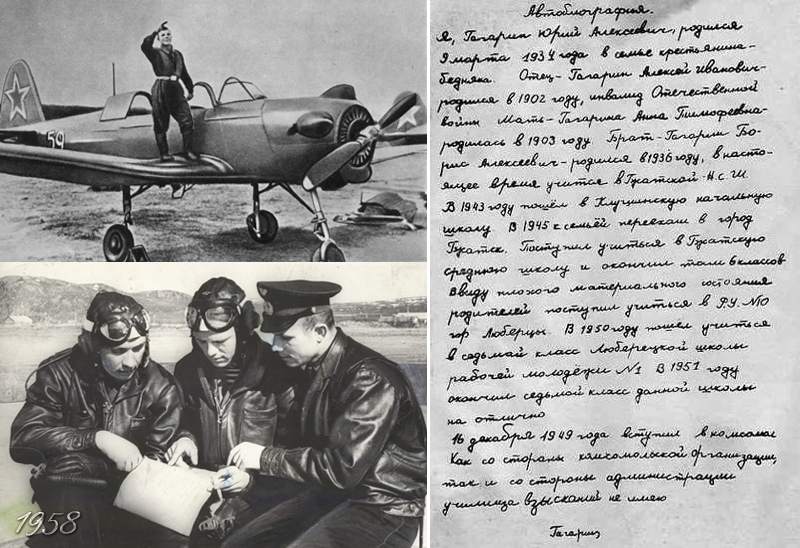 59
1958
Автобиография.
Я, Гагарин Юрий Алексеевич, родился
9 марта 1934 года в семье крестьянина-
бедняка. Отец - Гагарин Алексей Иванович-
родился в 1902 году, инвалид Отечественной
войны Мать-Гагарина Анна Тимофеевна-
родилась в 1903 году Брат-Гагарин Бо-
рис Алексеевич-родился в 1936 году, в насто-
ящее время учится в Гжатской Н.С.Ш.
В 1943 году пошёл в Клушинскую начальную
школу В 1945 с семьёй переехали в город
Гжатск. Поступил учиться в Гжатскую
среднюю школу и окончил там 6 классов
Ввиду плохого материального состояния
родителей поступил учиться в Р.У. №10
гор Люберцы. В 1950 году пошёл учиться
в седьмой класс Люберецкой школы
рабочей молодёжи №1 В 1951 году
окончил седьмой класс данной школы
на отлично
16 декабря 1949 года вступил в комсомол
Как со стороны комсомольской организации,
так и со стороны администрации
училища взысканий не имею
Гагарин